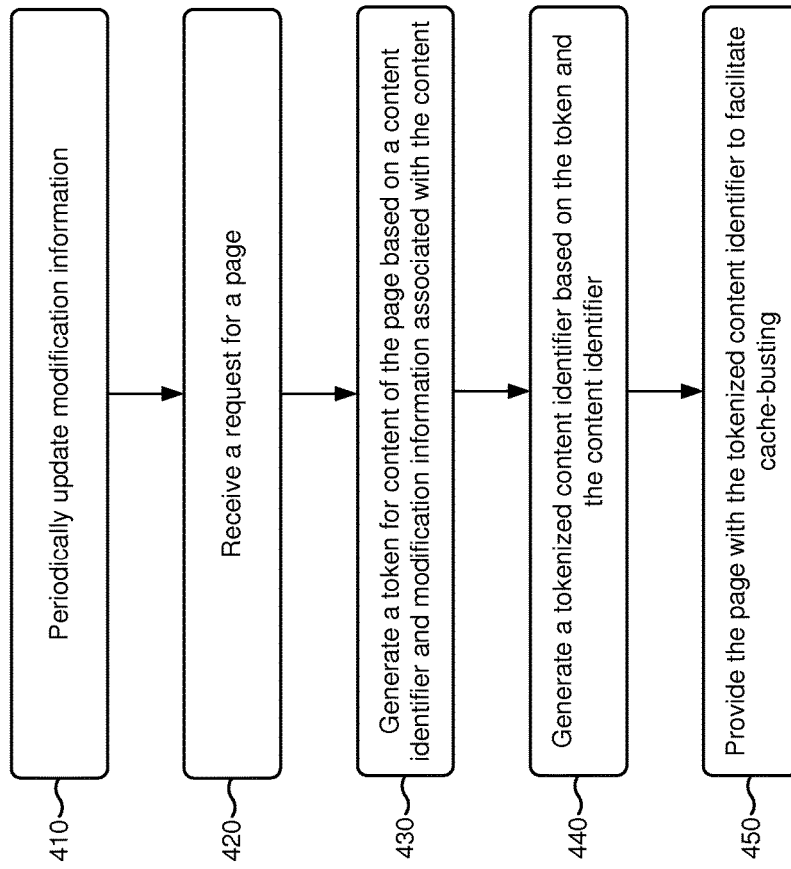 410
Periodically update modification information
420
Receive a request for a page
430
Generate a token for content of the page based on a content
identifier and modification information associated with the content
440
Generate a tokenized content identifier based on the token and
the content identifier
450
Provide the page with the tokenized content identifier to facilitate
cache-busting